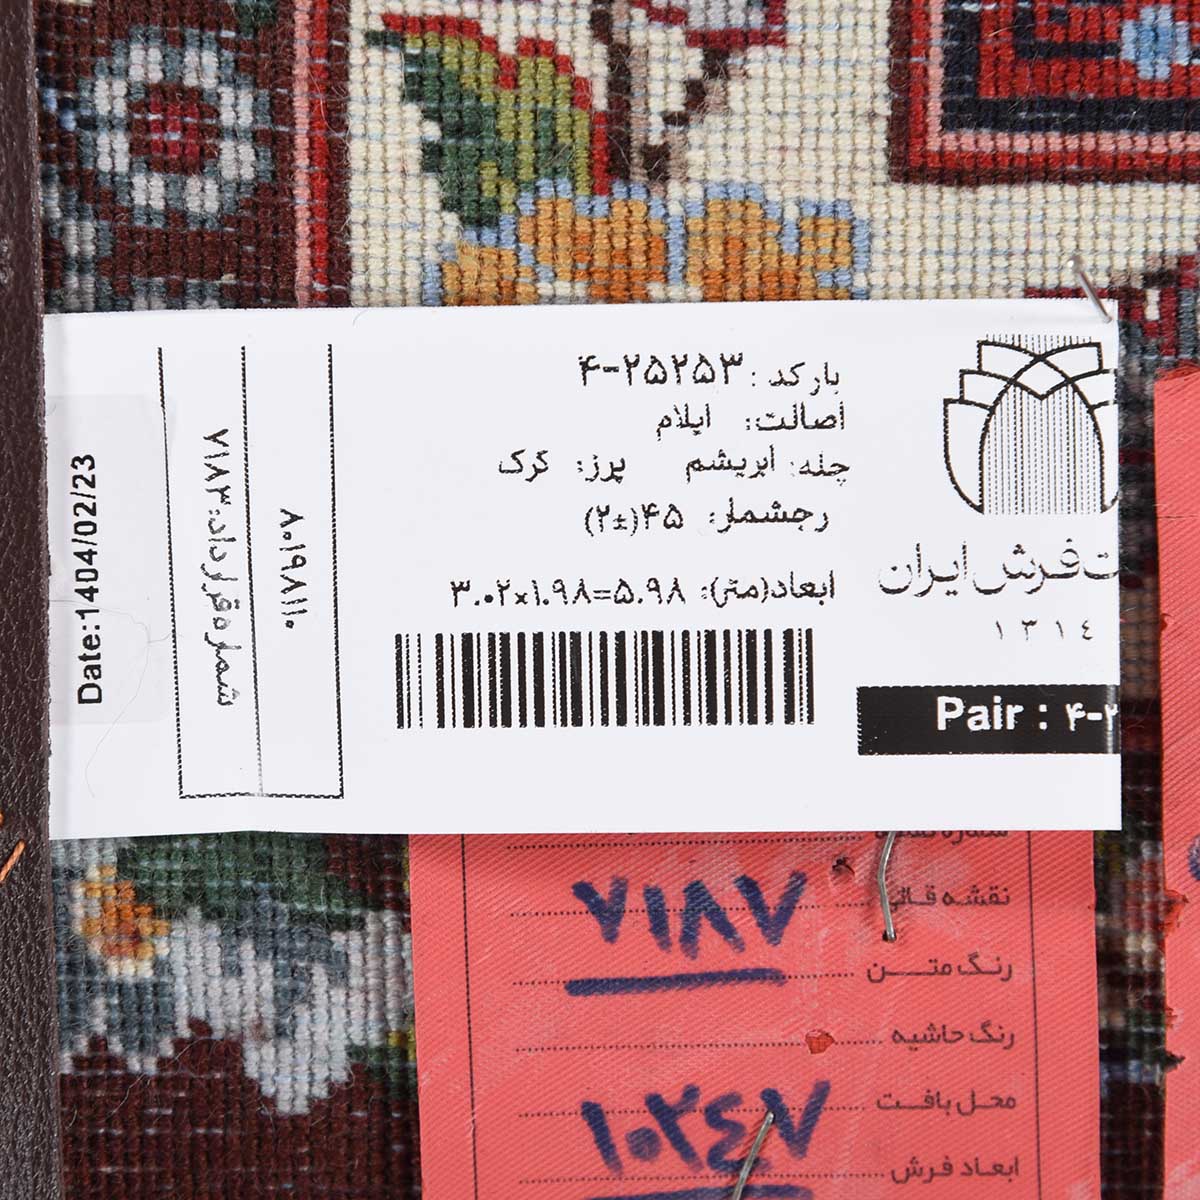 بارکد: ۴-۲۵۲۵۳
اصالت: ایلام
چله: ابریشم پرز: کرک
رجشمار: ۴۵(±۲)
ابعاد(متر): ۳.۰۲×۱.۹۸=۵.۹۸
ت فرش ایران
۱۳۱٤
Pair : ۴-۲
۸۰۱۹۸۱۱۰
شماره قرارداد: ۷۱۸۳
Date:1404/02/23
نقشه قالی
۷۱۸۷
رنگ متن
رنگ حاشیه
محل بافت
۱۰۲٤۷
ابعاد فرش